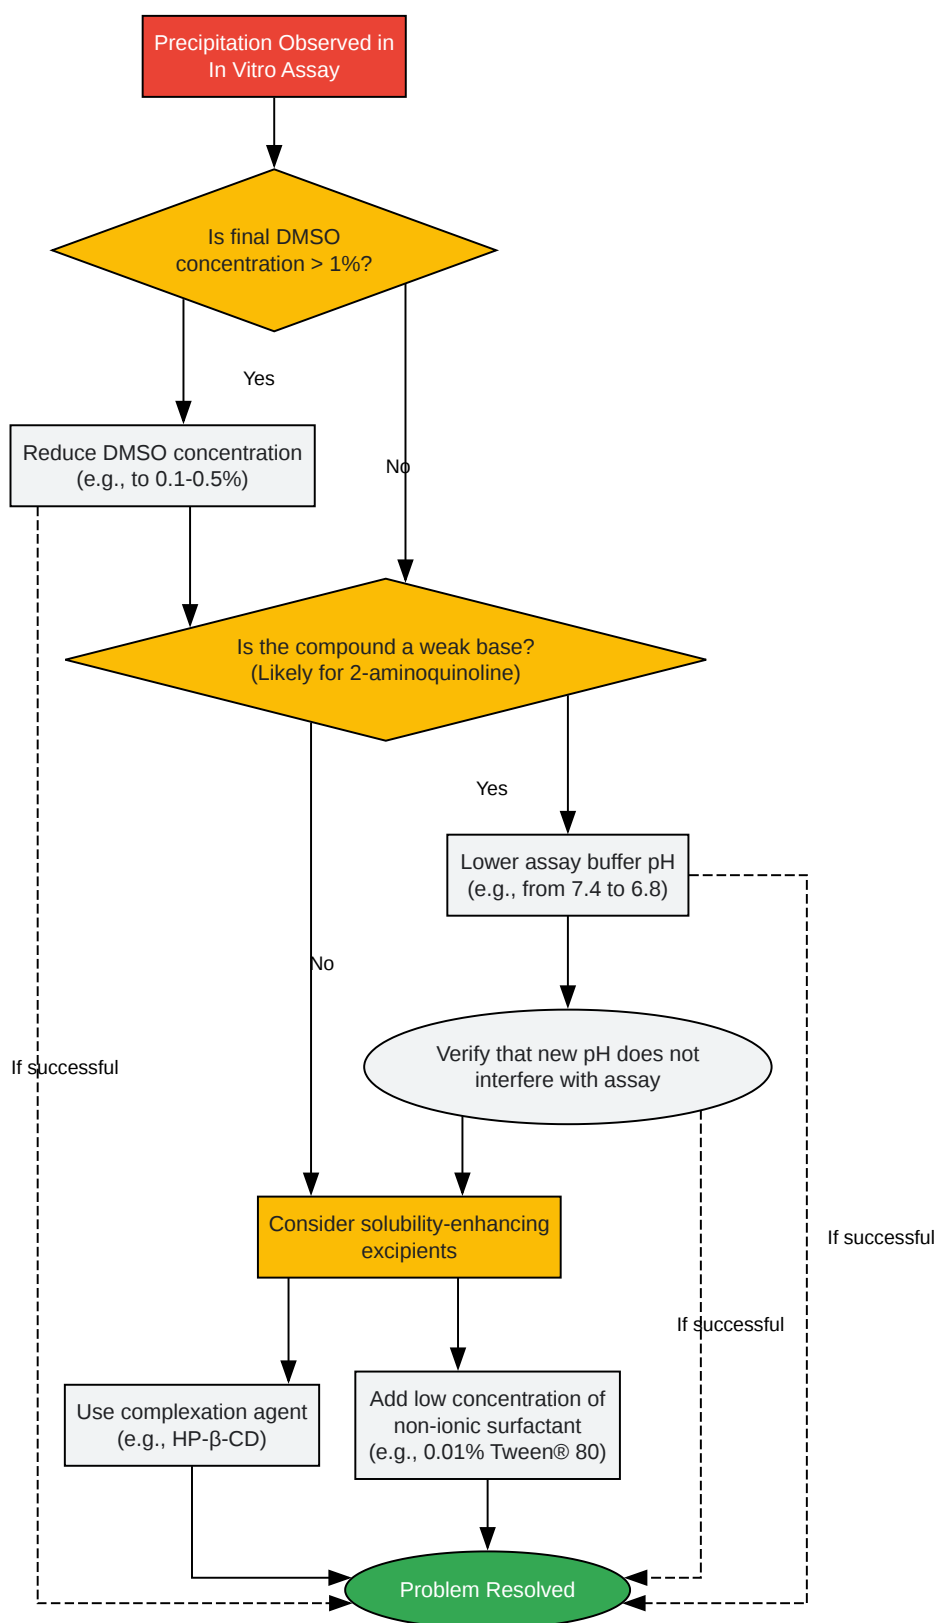 Precipitation Observed in
In Vitro Assay
Is final DMSO
concentration > 1%?
Yes
Reduce DMSO concentration
(e.g., to 0.1-0.5%)
No
Is the compound a weak base?
(Likely for 2-aminoquinoline)
Yes
Lower assay buffer pH
(e.g., from 7.4 to 6.8)
No
Verify that new pH does not
interfere with assay
If successful
Consider solubility-enhancing
excipients
If successful
If successful
Use complexation agent
(e.g., HP-β-CD)
Add low concentration of
non-ionic surfactant
(e.g., 0.01% Tween® 80)
Problem Resolved